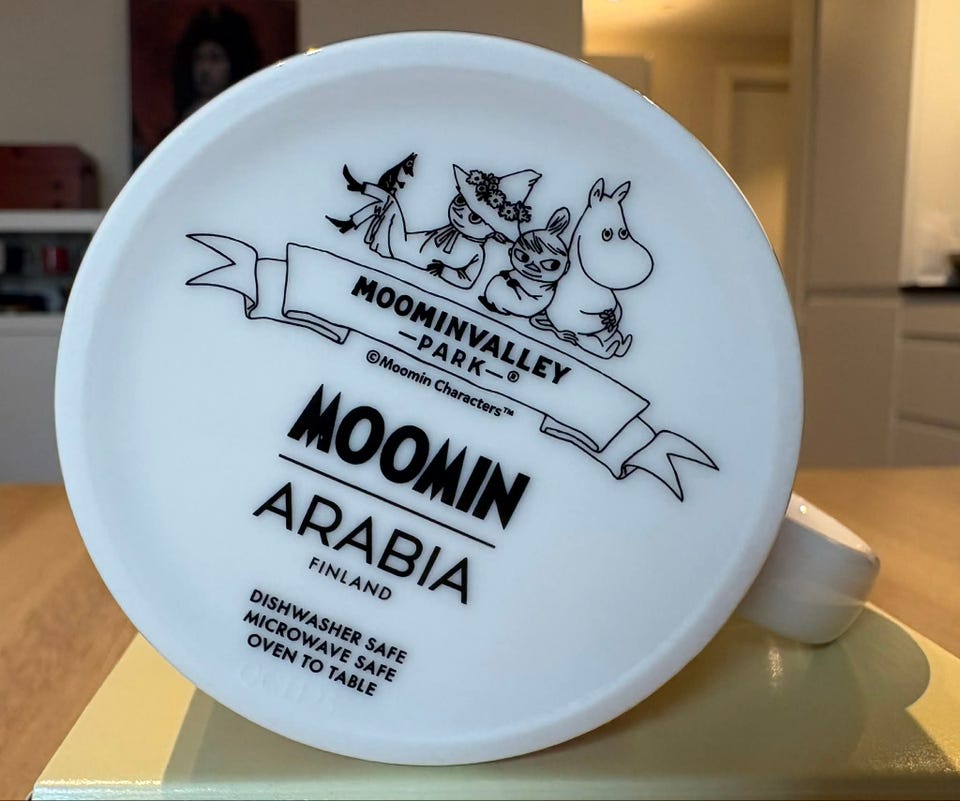 MOOMINVALLEY
—PARK—®
©Moomin Characters™
MOOMIN
ARABIA
FINLAND
DISHWASHER SAFE
MICROWAVE SAFE
OVEN TO TABLE